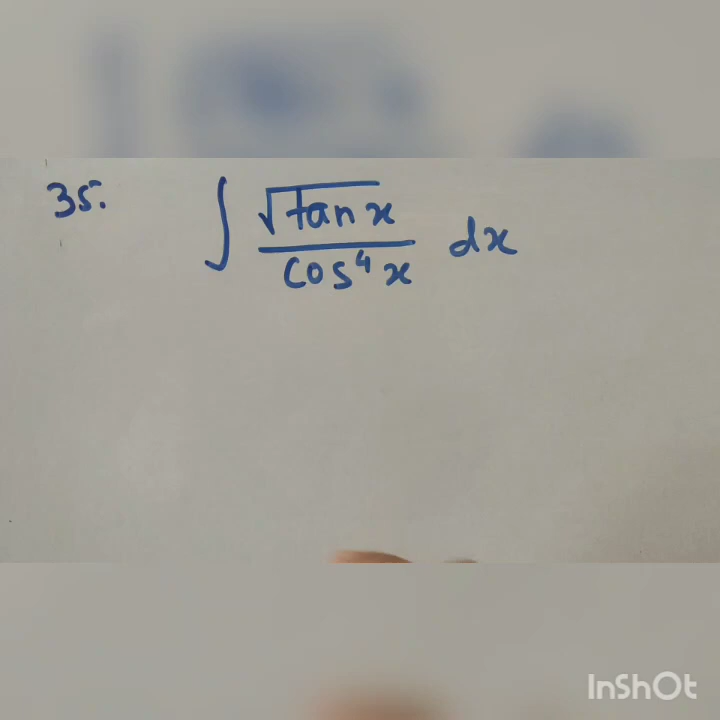 35. ∫ √tan x / cos⁴x dx
InShOt